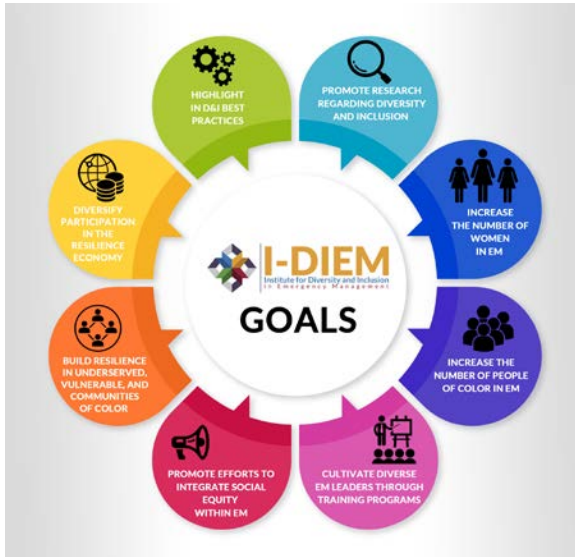 HIGHLIGHT
IN D&I BEST
PRACTICES
PROMOTE RESEARCH
REGARDING DIVERSITY
AND INCLUSION
DIVERSIFY
PARTICIPATION
IN THE
RESILIENCE
ECONOMY
INCREASE
THE NUMBER OF
WOMEN
IN EM
I-DIEM
Institute for Diversity and Inclusion
in Emergency Management
GOALS
BUILD RESILIENCE
IN UNDERSERVED,
VULNERABLE, AND
COMMUNITIES
OF COLOR
INCREASE THE
NUMBER OF PEOPLE
OF COLOR IN EM
PROMOTE EFFORTS TO
INTEGRATE SOCIAL
EQUITY
WITHIN EM
CULTIVATE DIVERSE
EM LEADERS THROUGH
TRAINING PROGRAMS